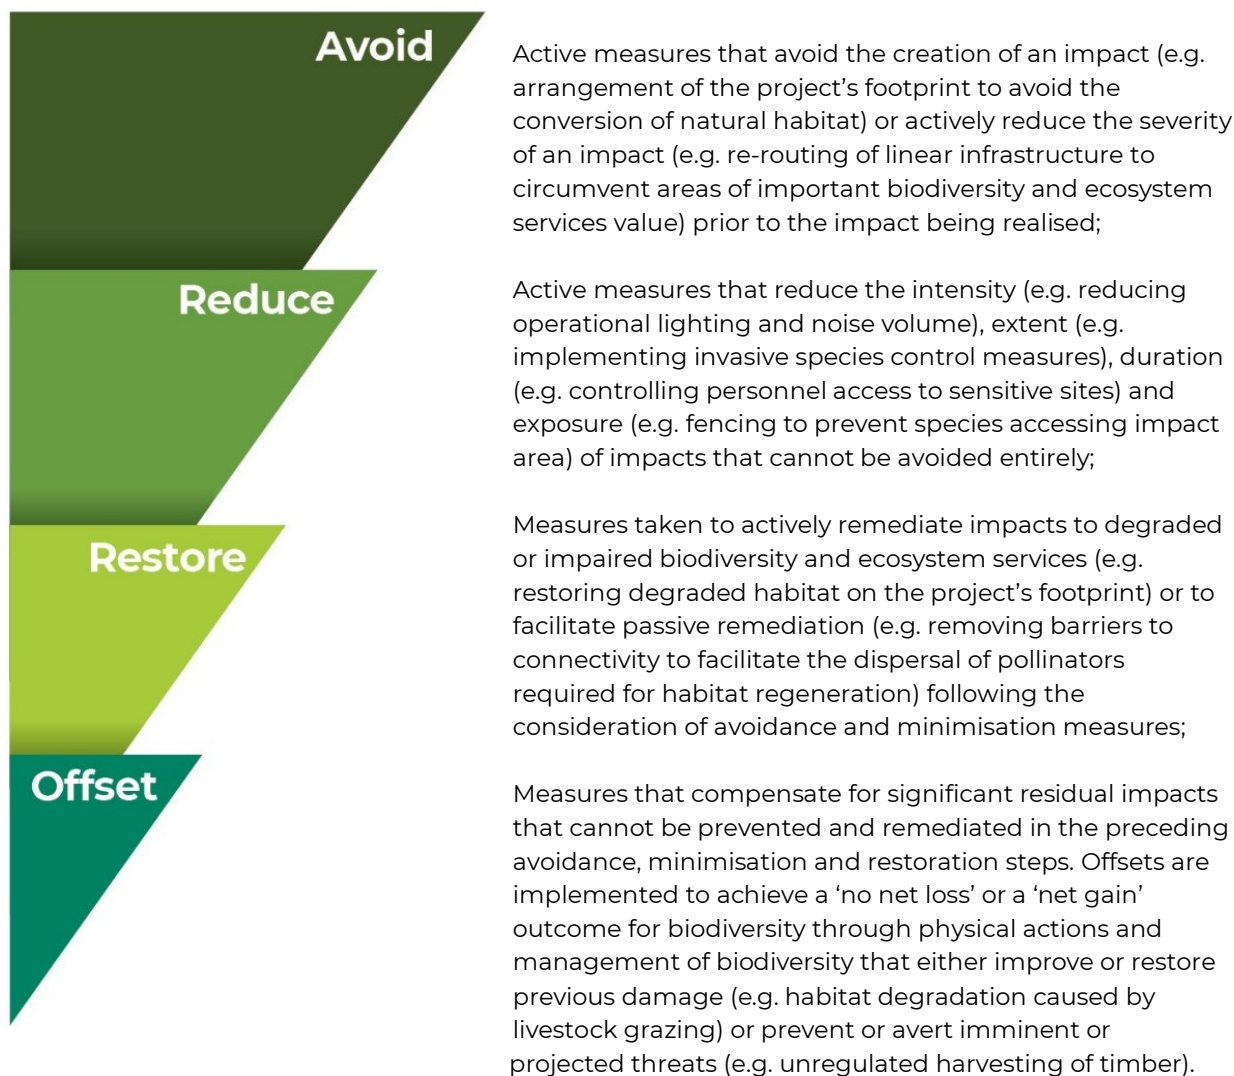 Avoid
Active measures that avoid the creation of an impact (e.g.
arrangement of the project’s footprint to avoid the
conversion of natural habitat) or actively reduce the severity
of an impact (e.g. re-routing of linear infrastructure to
circumvent areas of important biodiversity and ecosystem
services value) prior to the impact being realised;
Reduce
Active measures that reduce the intensity (e.g. reducing
operational lighting and noise volume), extent (e.g.
implementing invasive species control measures), duration
(e.g. controlling personnel access to sensitive sites) and
exposure (e.g. fencing to prevent species accessing impact
area) of impacts that cannot be avoided entirely;
Restore
Measures taken to actively remediate impacts to degraded
or impaired biodiversity and ecosystem services (e.g.
restoring degraded habitat on the project’s footprint) or to
facilitate passive remediation (e.g. removing barriers to
connectivity to facilitate the dispersal of pollinators
required for habitat regeneration) following the
consideration of avoidance and minimisation measures;
Offset
Measures that compensate for significant residual impacts
that cannot be prevented and remediated in the preceding
avoidance, minimisation and restoration steps. Offsets are
implemented to achieve a ‘no net loss’ or a ‘net gain’
outcome for biodiversity through physical actions and
management of biodiversity that either improve or restore
previous damage (e.g. habitat degradation caused by
livestock grazing) or prevent or avert imminent or
projected threats (e.g. unregulated harvesting of timber).